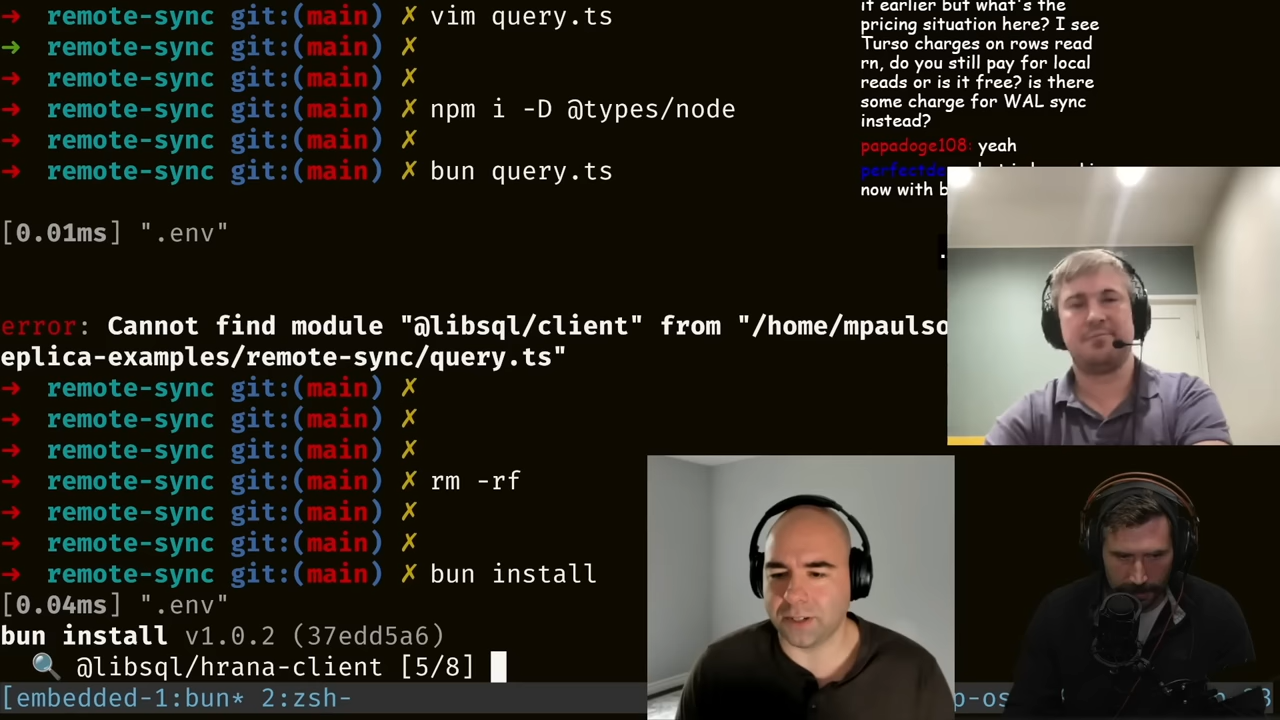 ➜ remote-sync git:(main) ✗ vim query.ts
➜ remote-sync git:(main) ✗
➜ remote-sync git:(main) ✗
➜ remote-sync git:(main) ✗ npm i -D @types/node
➜ remote-sync git:(main) ✗
➜ remote-sync git:(main) ✗ bun query.ts
[0.01ms] ".env"
error: Cannot find module "@libsql/client" from "/home/mpaulso
eplica-examples/remote-sync/query.ts"
➜ remote-sync git:(main) ✗
➜ remote-sync git:(main) ✗
➜ remote-sync git:(main) ✗
➜ remote-sync git:(main) ✗ rm -rf
➜ remote-sync git:(main) ✗
➜ remote-sync git:(main) ✗
➜ remote-sync git:(main) ✗ bun install
[0.04ms] ".env"
bun install v1.0.2 (37edd5a6)
🔍 @libsql/hrana-client [5/8]
[embedded-1:bun* 2:zsh-
it earlier but what's the
pricing situation here? I see
Turso charges on rows read
rn, do you still pay for local
reads or is it free? is there
some charge for WAL sync
instead?
papadoge108: yeah
now with b